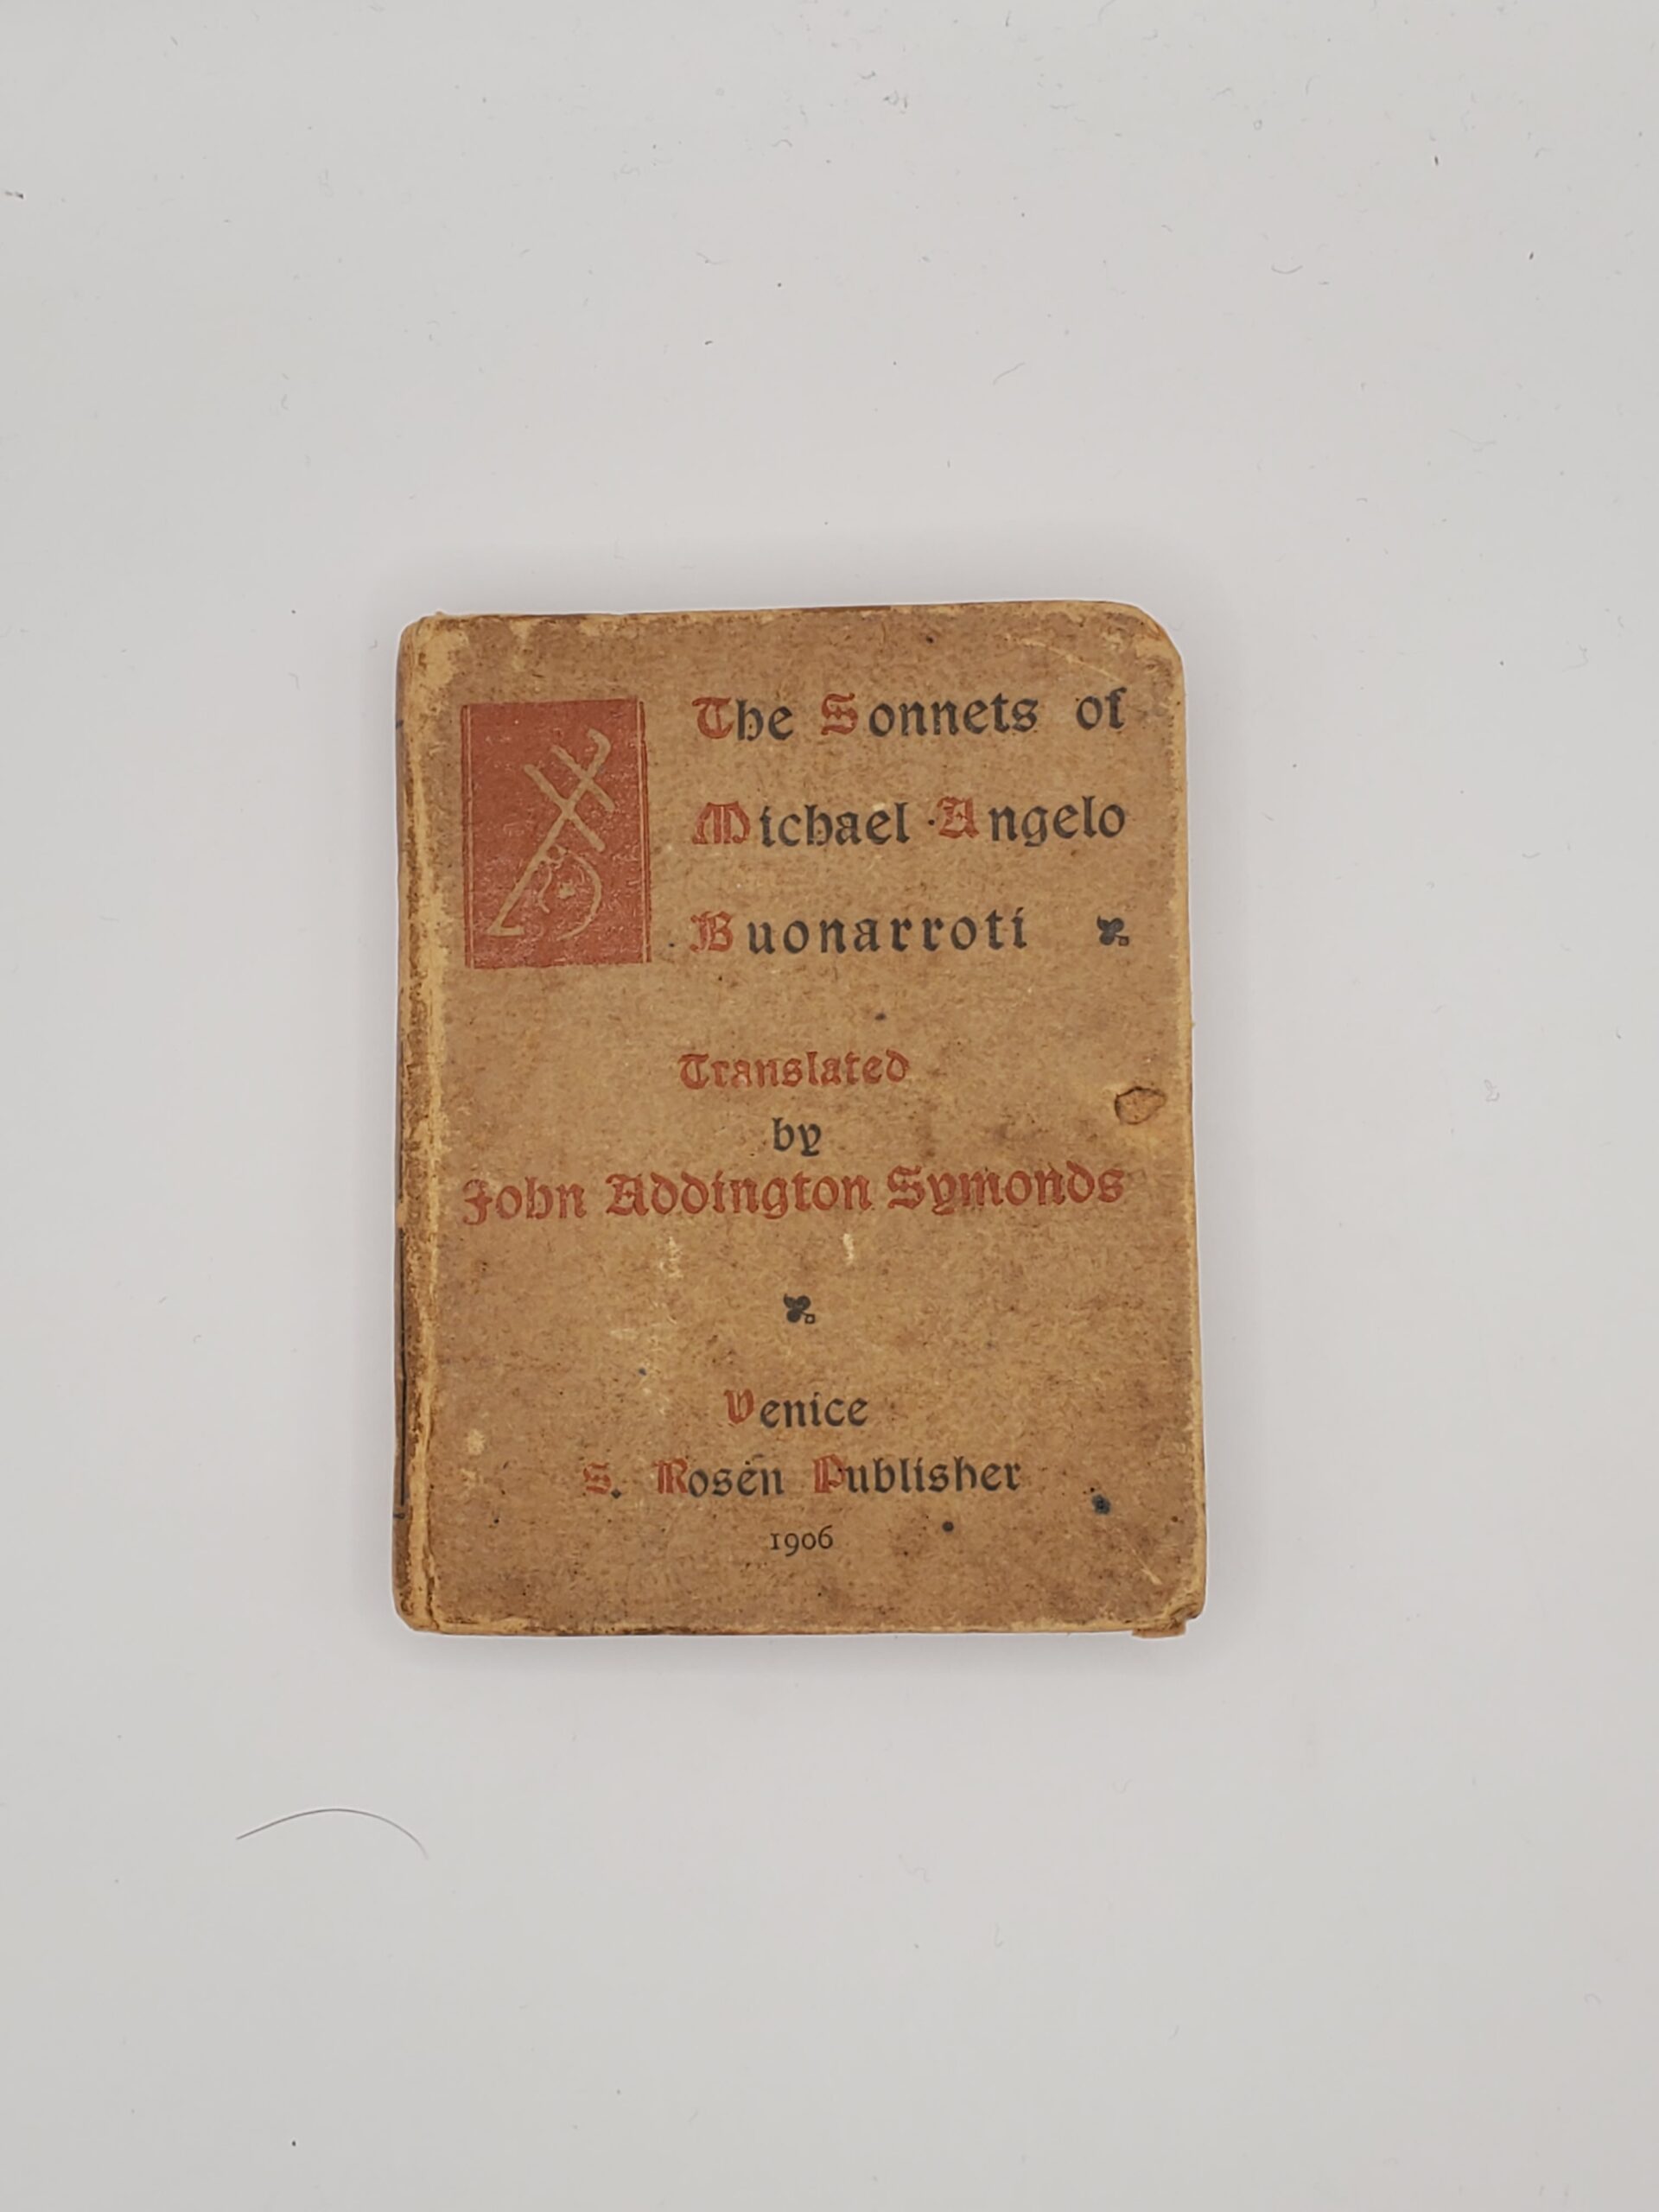 The Sonnets of
Michael Angelo
Buonarroti
Translated
by
John Addington Symonds
Venice
S. Rosen Publisher
1906